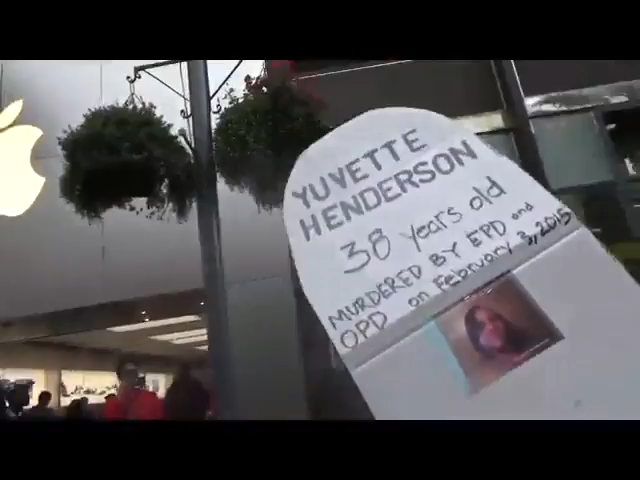 YUVETTE
HENDERSON
38 years old
MURDERED BY EPD and
OPD on February 3, 2015